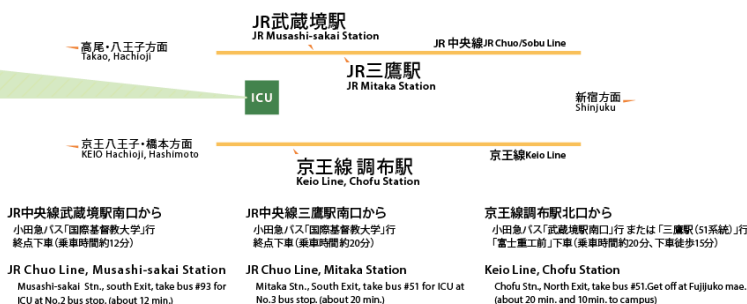 JR武蔵境駅
JR Musashi-sakai Station
高尾・八王子方面
Takao, Hachioji
JR 中央線JR Chuo/Sobu Line
JR三鷹駅
JR Mitaka Station
ICU
新宿方面
Shinjuku
京王八王子・橋本方面
KEIO Hachioji, Hashimoto
京王線Keio Line
京王線 調布駅
Keio Line, Chofu Station
JR中央線武蔵境駅南口から
小田急バス「国際基督教大学」行
終点下車（乗車時間約12分）
JR Chuo Line, Musashi-sakai Station
Musashi-sakai Stn., south Exit, take bus #93 for
ICU at No.2 bus stop. (about 12 min.)
JR中央線三鷹駅南口から
小田急バス「国際基督教大学」行
終点下車（乗車時間約20分）
JR Chuo Line, Mitaka Station
Mitaka Stn., South Exit, take bus #51 for ICU at
No.3 bus stop. (about 20 min.)
京王線調布駅北口から
小田急バス「武蔵境駅南口」行 または 「三鷹駅（51系統）」行
「富士重工前」下車（乗車時間約20分、下車徒歩15分）
Keio Line, Chofu Station
Chofu Stn., North Exit, take bus #51.Get off at Fujijuko mae.
(about 20 min. and 10min. to campus)